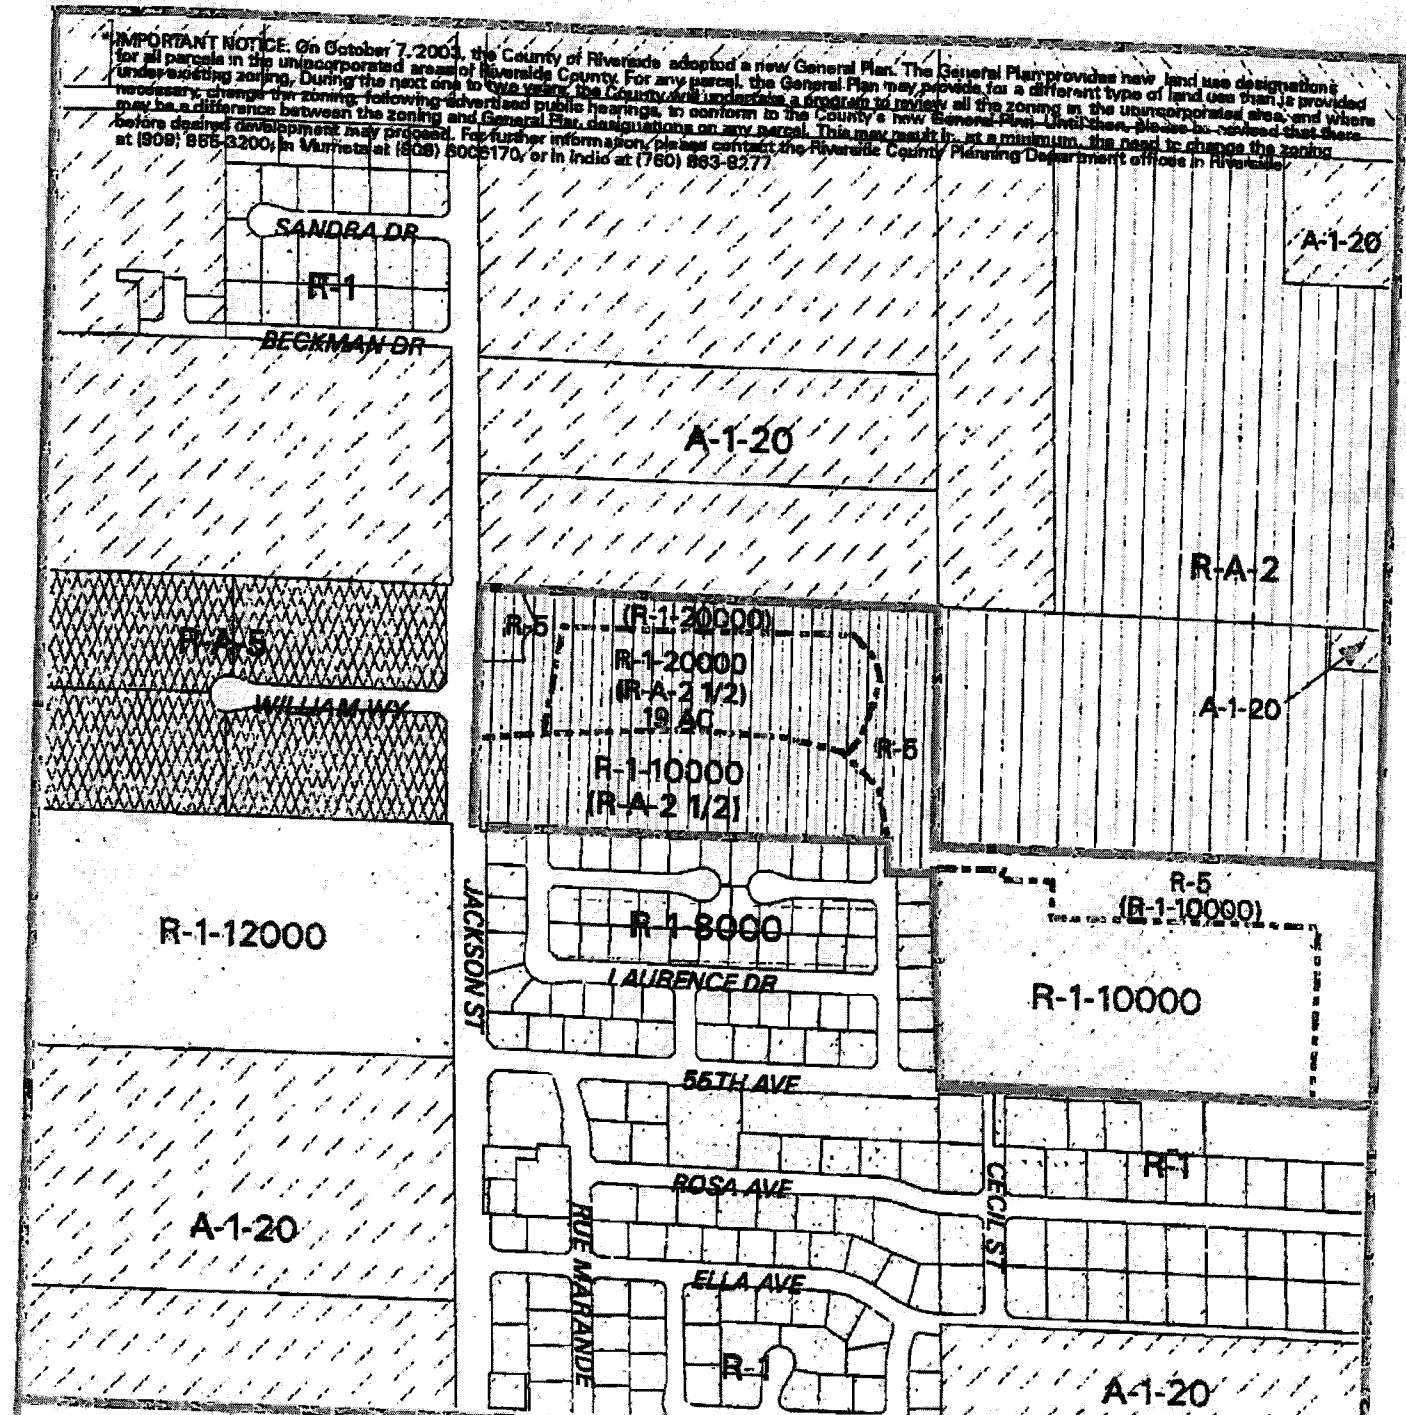 *IMPORTANT NOTICE: On October 7, 2003, the County of Riverside adopted a new General Plan. The General Plan provides new land use designations
for all parcels in the unincorporated areas of Riverside County. For any parcel, the General Plan may provide for a different type of land use than is provided
under existing zoning. During the next one to two years, the County will undertake a program to review all the zoning in the unincorporated area, and where
necessary, change the zoning, following advertised public hearings, to conform to the County's new General Plan. Until then, please be advised that there
may be a difference between the zoning and General Plan designations on any parcel. This may result in, at a minimum, the need to change the zoning
before desired development may proceed. For further information, please contact the Riverside County Planning Department offices in Riverside
at (909) 955-3200, in Murrieta at (909) 6006170, or in Indio at (760) 863-8277
SANDRA DR
A-1-20
R-1
BECKMAN DR
A-1-20
R-A-2
R-A-5
R-5
(R-1-20000)
R-1-20000
(R-A-2 1/2)
19 AC
WILLIAM WY
A-1-20
R-5
R-1-10000
(R-A-2 1/2)
R-5
(R-1-10000)
R-1-12000
JACKSON ST
R-1-8000
LAURENCE DR
R-1-10000
55TH AVE
R-1
ROSA AVE
CECIL ST
A-1-20
RUE MARANDE
ELLA AVE
R-1
A-1-20